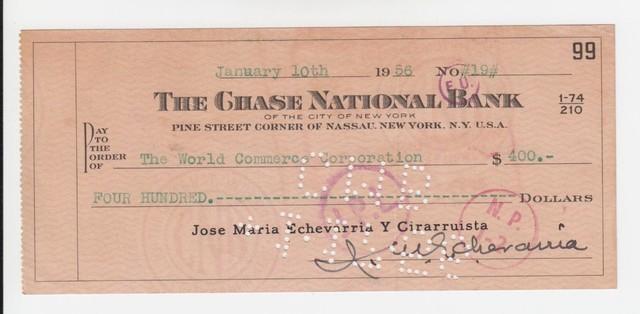 99
January 10th 1956 No. #19#
THE CHASE NATIONAL BANK
OF THE CITY OF NEW YORK
PINE STREET CORNER OF NASSAU, NEW YORK, N.Y. U.S.A.
1-74
210
PAY TO THE ORDER OF The World Commerce Corporation $ 400.-
FOUR HUNDRED.- DOLLARS
Jose Maria Echevarria Y Cirarruista
N.P.